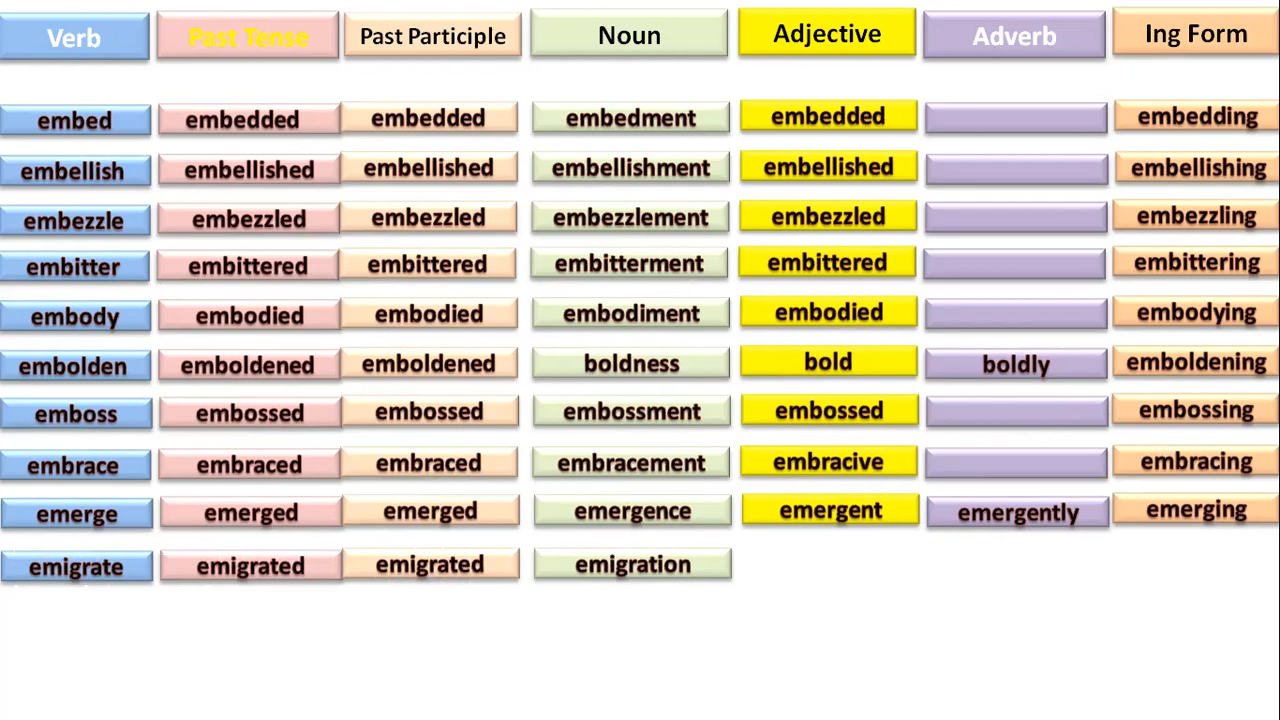 Verb Past Tense Past Participle Noun Adjective Adverb Ing Form
embed embedded embedded embedment embedded embedding
embellish embellished embellished embellishment embellished embellishing
embezzle embezzled embezzled embezzlement embezzled embezzling
embitter embittered embittered embitterment embittered embittering
embody embodied embodied embodiment embodied embodying
embolden emboldened emboldened boldness bold boldly emboldening
emboss embossed embossed embossment embossed embossing
embrace embraced embraced embracement embracive embracing
emerge emerged emerged emergence emergent emergently emerging
emigrate emigrated emigrated emigration